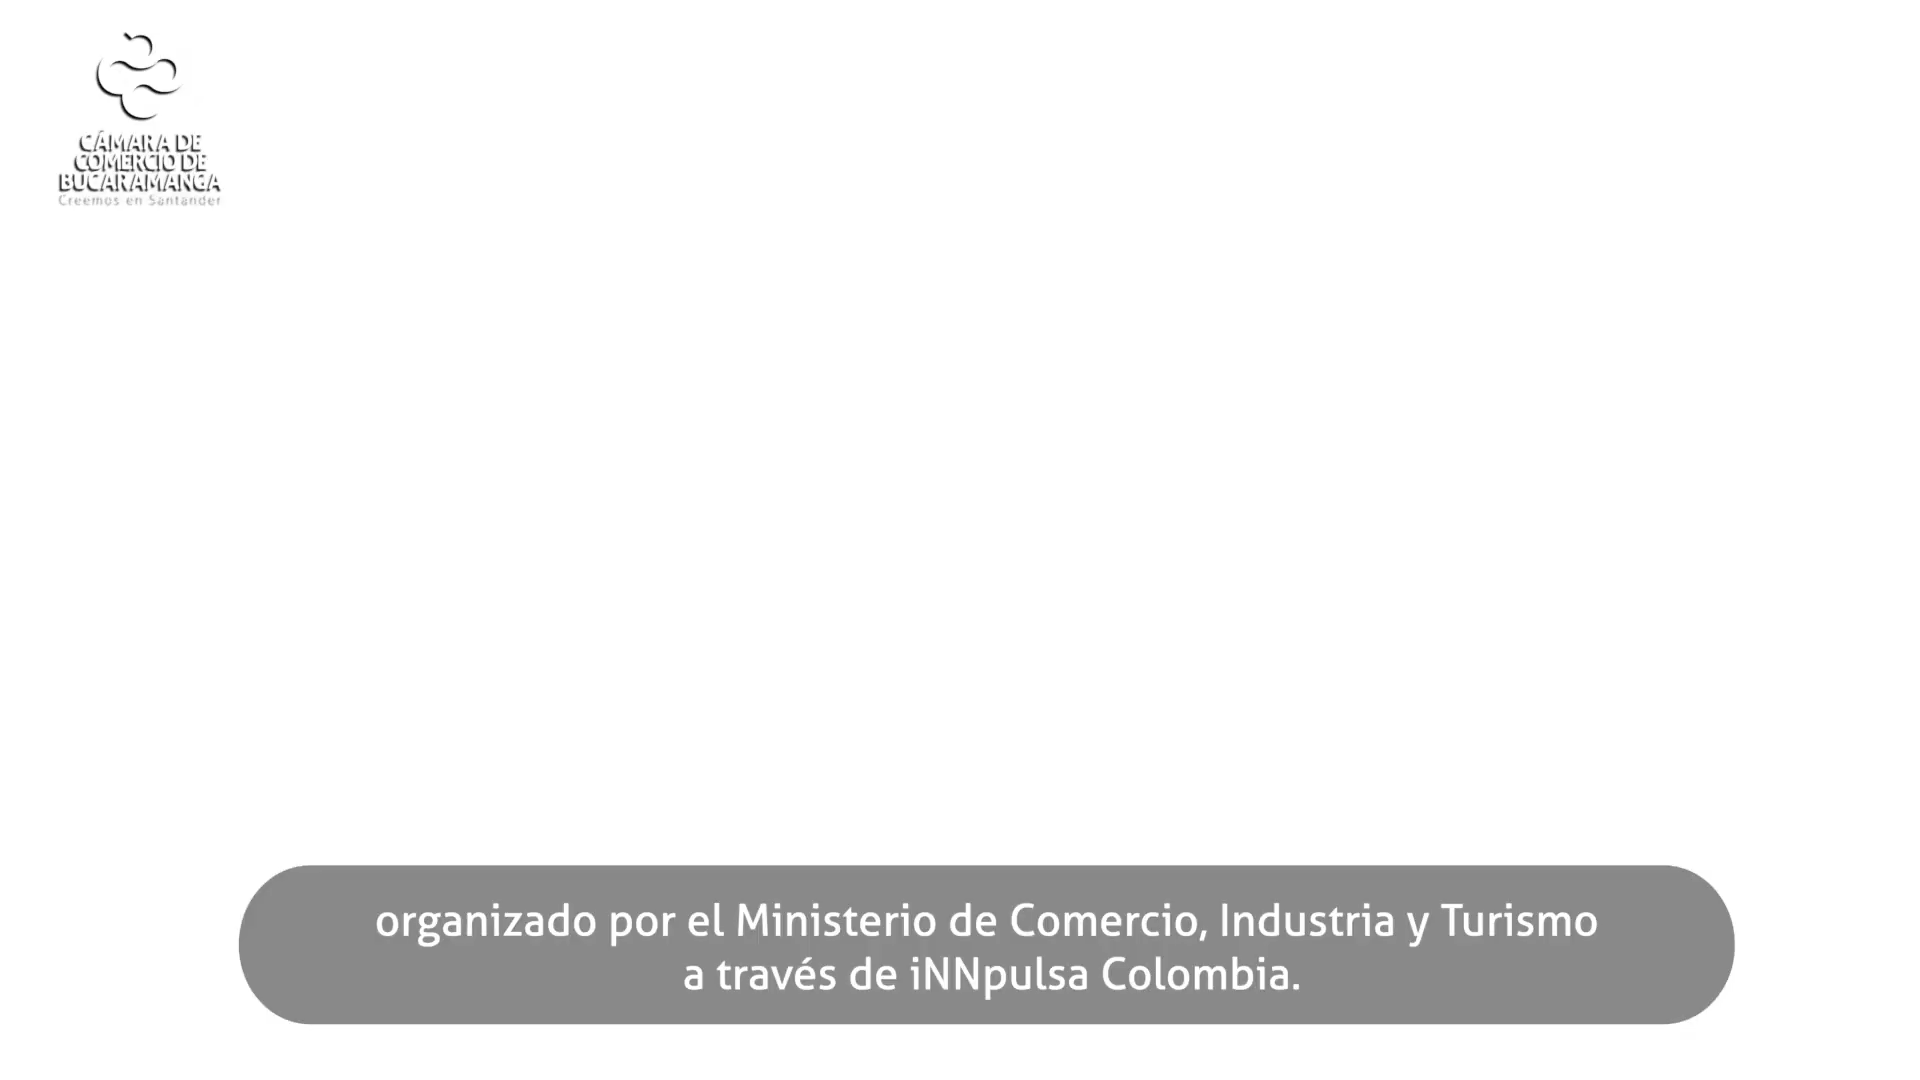 CÁMARA DE
COMERCIO DE
BUCARAMANGA
Creemos en Santander
organizado por el Ministerio de Comercio, Industria y Turismo
a través de iNNpulsa Colombia.